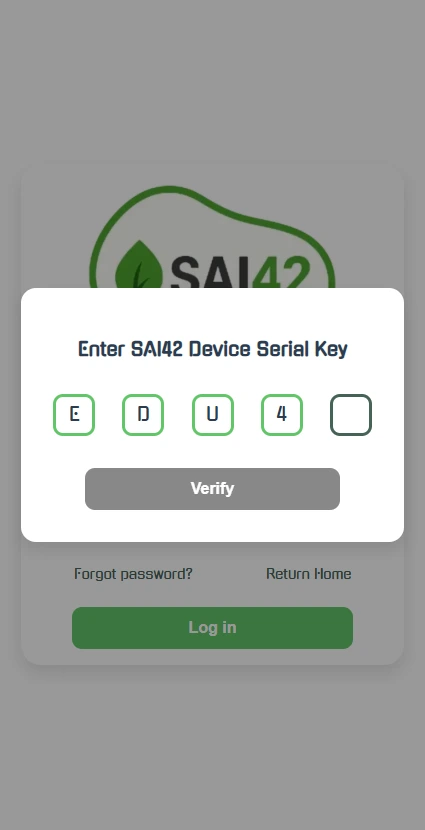 SAI42
Enter SAI42 Device Serial Key
E D U 4
Verify
Forgot password? Return Home
Log in